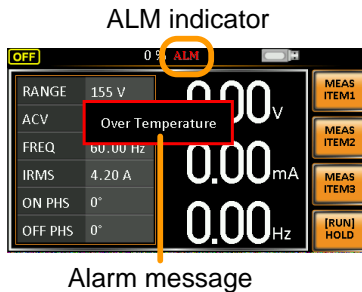 ALM indicator
OFF 0 % ALM
RANGE 155 V
ACV
FREQ 60.00 Hz
IRMS 4.20 A
ON PHS 0°
OFF PHS 0°
Over Temperature
0.00 V
0.00 mA
0.00 Hz
MEAS
ITEM1
MEAS
ITEM2
MEAS
ITEM3
[RUN]
HOLD
Alarm message